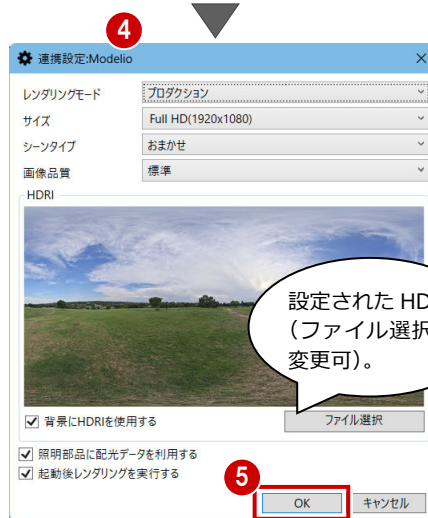 4
連携設定:Modelio
レンダリングモード プロダクション
サイズ Full HD(1920x1080)
シーンタイプ おまかせ
画像品質 標準
HDRI
設定された HD
（ファイル選択
変更可）。
背景にHDRIを使用する ファイル選択
照明部品に配光データを利用する
起動後レンダリングを実行する
5
OK キャンセル